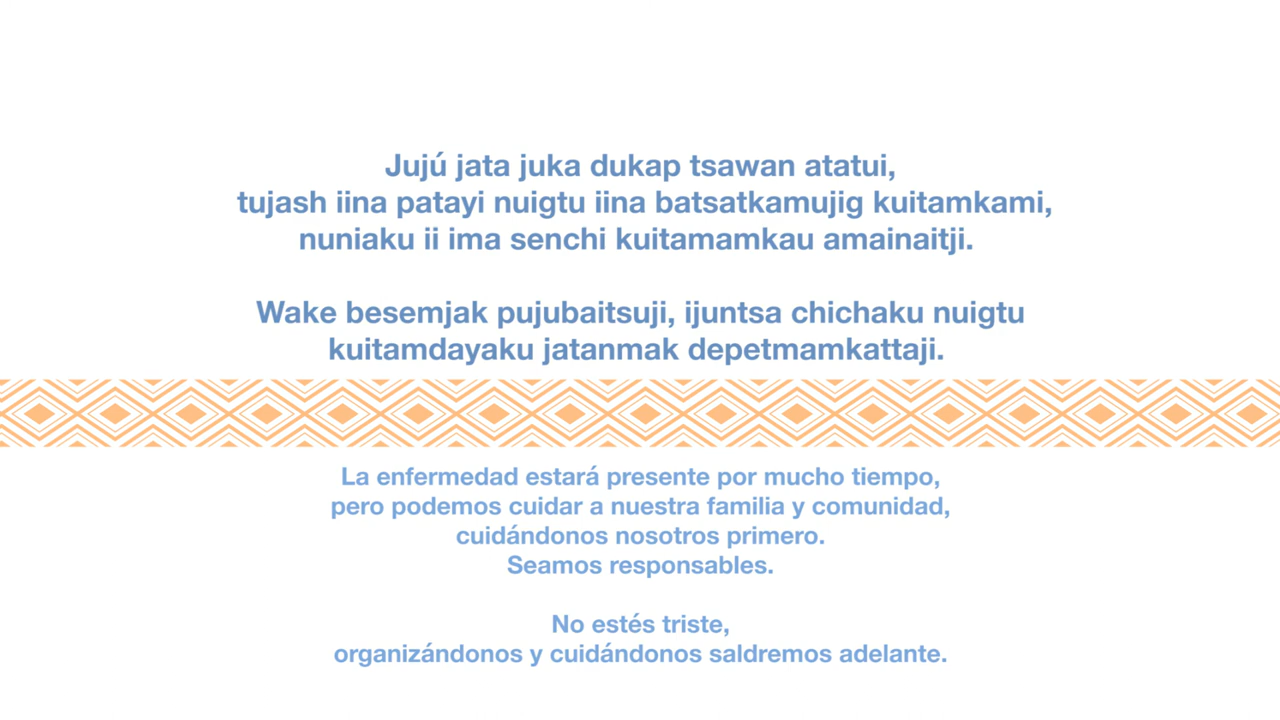 Jujú jata juka dukap tsawan atatui,
tujash iina patayi nuigtu iina batsatkamujig kuitamkami,
nuniaku ii ima senchi kuitamamkau amainaitji.
Wake besemjak pujubaitsuji, ijuntsa chichaku nuigtu
kuitamdayaku jatanmak depetmamkattaji.
La enfermedad estará presente por mucho tiempo,
pero podemos cuidar a nuestra familia y comunidad,
cuidándonos nosotros primero.
Seamos responsables.
No estés triste,
organizándonos y cuidándonos saldremos adelante.